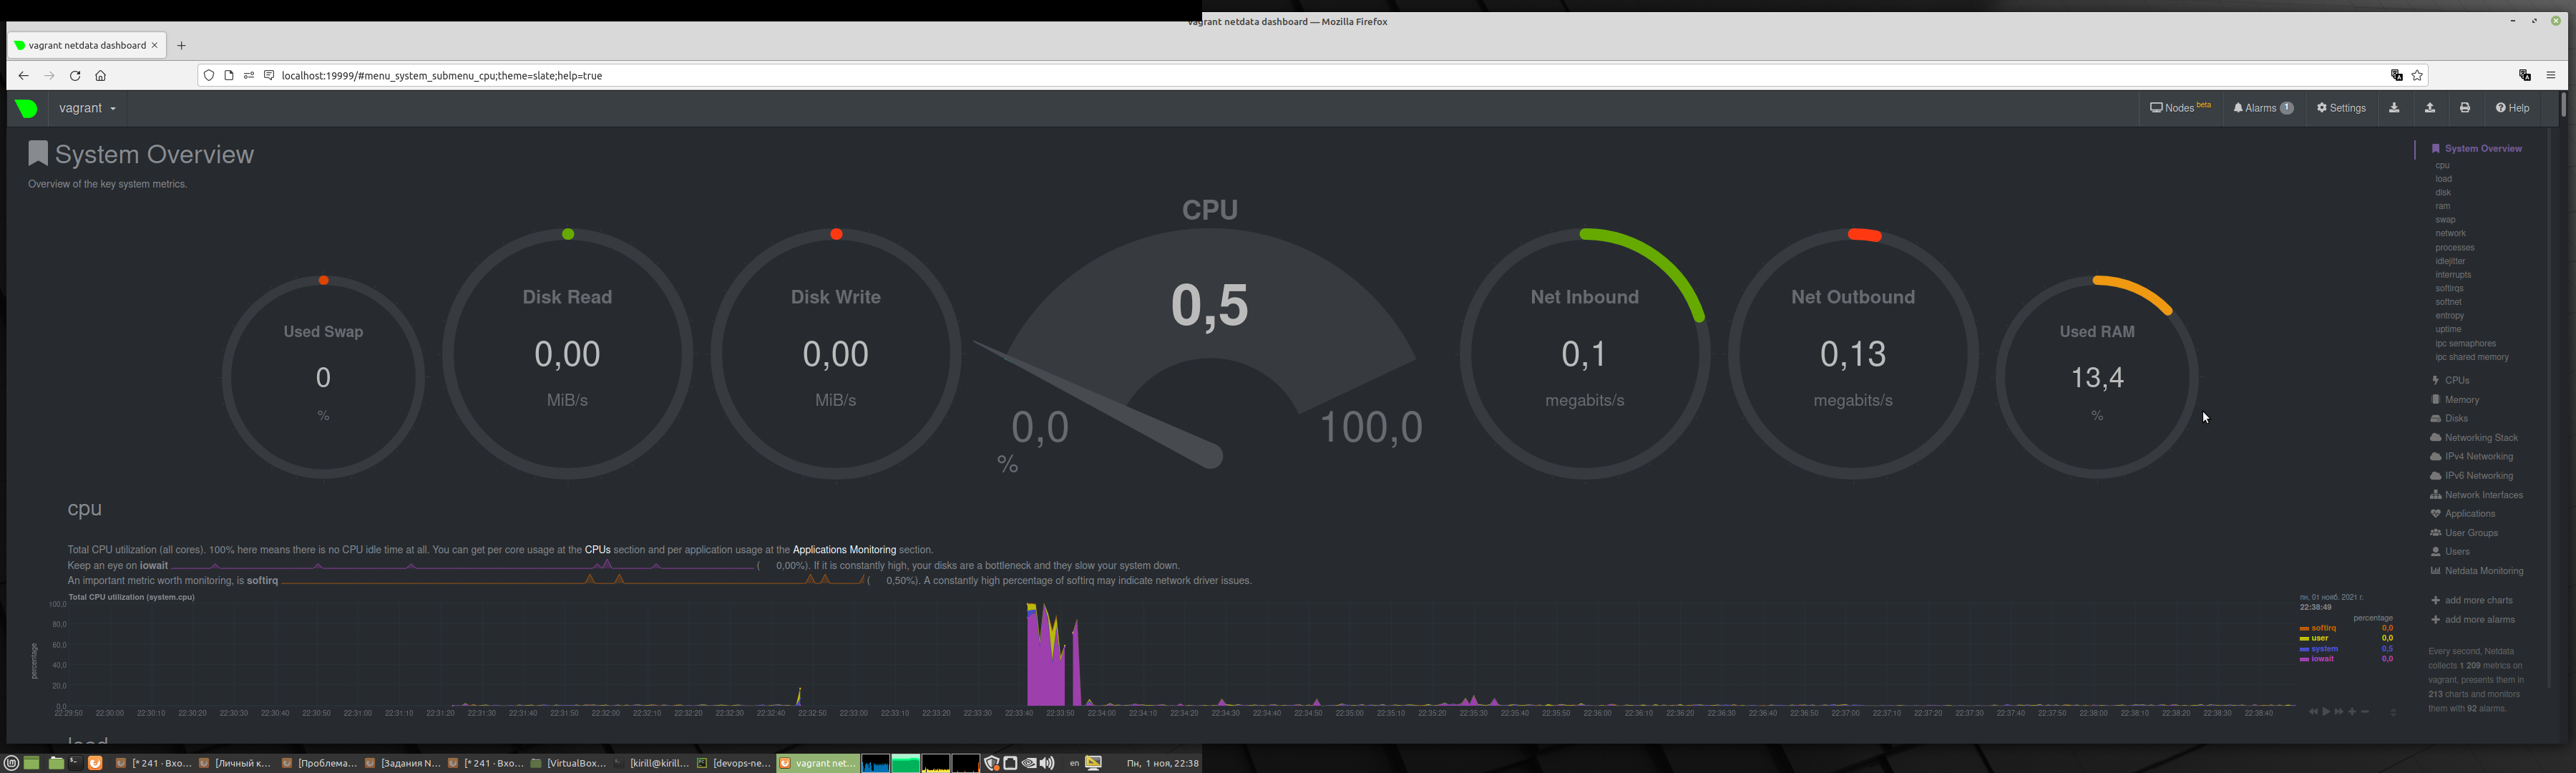 vagrant netdata dashboard — Mozilla Firefox
vagrant netdata dashboard
localhost:19999/#menu_system_submenu_cpu;theme=slate;help=true
vagrant
Nodes beta
Alarms 1
Settings
Help
System Overview
Overview of the key system metrics.
Used Swap
0
%
Disk Read
0,00
MiB/s
Disk Write
0,00
MiB/s
CPU
0,5
0,0
100,0
%
Net Inbound
0,1
megabits/s
Net Outbound
0,13
megabits/s
Used RAM
13,4
%
System Overview
cpu
load
disk
ram
swap
network
processes
idlejitter
interrupts
softirqs
softnet
entropy
uptime
ipc semaphores
ipc shared memory
CPUs
Memory
Disks
Networking Stack
IPv4 Networking
IPv6 Networking
Network Interfaces
Applications
User Groups
Users
Netdata Monitoring
add more charts
add more alarms
Every second, Netdata
collects 1 209 metrics on
vagrant, presents them in
213 charts and monitors
them with 92 alarms.
cpu
Total CPU utilization (all cores). 100% here means there is no CPU idle time at all. You can get per core usage at the CPUs section and per application usage at the Applications Monitoring section.
Keep an eye on iowait ( 0,00%). If it is constantly high, your disks are a bottleneck and they slow your system down.
An important metric worth monitoring, is softirq ( 0,50%). A constantly high percentage of softirq may indicate network driver issues.
Total CPU utilization (system.cpu)
percentage
100,0
80,0
60,0
40,0
20,0
0,0
22:29:50 22:30:00 22:30:10 22:30:20 22:30:30 22:30:40 22:30:50 22:31:00 22:31:10 22:31:20 22:31:30 22:31:40 22:31:50 22:32:00 22:32:10 22:32:20 22:32:30 22:32:40 22:32:50 22:33:00 22:33:10 22:33:20 22:33:30 22:33:40 22:33:50 22:34:00 22:34:10 22:34:20 22:34:30 22:34:40 22:34:50 22:35:00 22:35:10 22:35:20 22:35:30 22:35:40 22:35:50 22:36:00 22:36:10 22:36:20 22:36:30 22:36:40 22:36:50 22:37:00 22:37:10 22:37:20 22:37:30 22:37:40 22:37:50 22:38:00 22:38:10 22:38:20 22:38:30 22:38:40
пн, 01 нояб. 2021 г.
22:38:49
percentage
softirq 0,0
user 0,0
system 0,5
iowait 0,0
[* 241 · Вхо... [Личный к... [Проблема... [Задания N... [* 241 · Вхо... [VirtualBox... [kirill@kirill... [devops-ne... vagrant net... en Пн, 1 ноя, 22:38